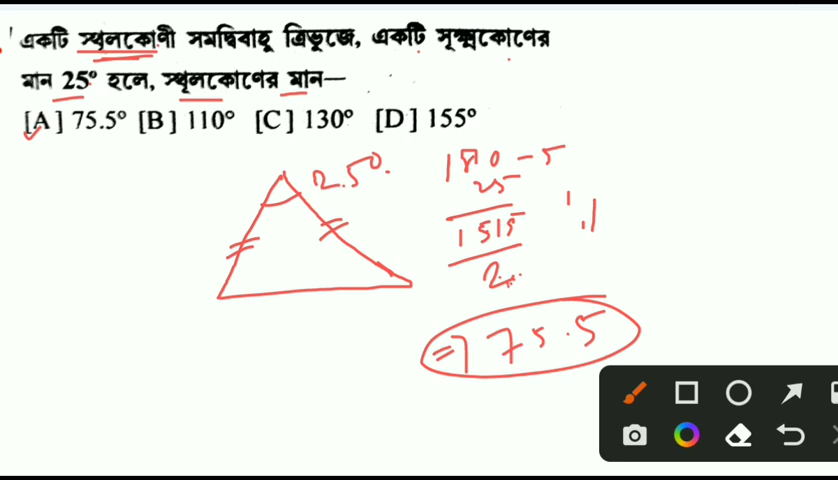 একটি স্থূলকোণী সমদ্বিবাহু ত্রিভুজে, একটি সূক্ষ্মকোণের
মান 25° হলে, স্থূলকোণের মান—
[A] 75.5° [B] 110° [C] 130° [D] 155°
25°.
180 - 5
25
155
2
=> 75.5